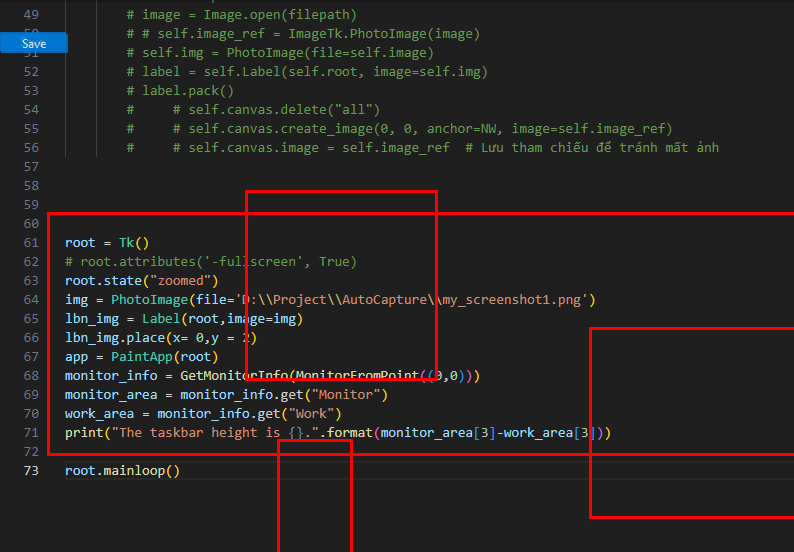 49 # image = Image.open(filepath)
# # self.image_ref = ImageTk.PhotoImage(image)
Save
51 # self.img = PhotoImage(file=self.image)
52 # label = self.Label(self.root, image=self.img)
53 # label.pack()
54 # # self.canvas.delete("all")
55 # # self.canvas.create_image(0, 0, anchor=NW, image=self.image_ref)
56 # # self.canvas.image = self.image_ref # Lưu tham chiếu để tránh mất ảnh
57
58
59
60
61 root = Tk()
62 # root.attributes('-fullscreen', True)
63 root.state("zoomed")
64 img = PhotoImage(file='D:\\Project\\AutoCapture\\my_screenshot1.png')
65 lbn_img = Label(root,image=img)
66 lbn_img.place(x= 0,y = 2)
67 app = PaintApp(root)
68 monitor_info = GetMonitorInfo(MonitorFromPoint((0,0)))
69 monitor_area = monitor_info.get("Monitor")
70 work_area = monitor_info.get("Work")
71 print("The taskbar height is {}.".format(monitor_area[3]-work_area[3]))
72
73 root.mainloop()